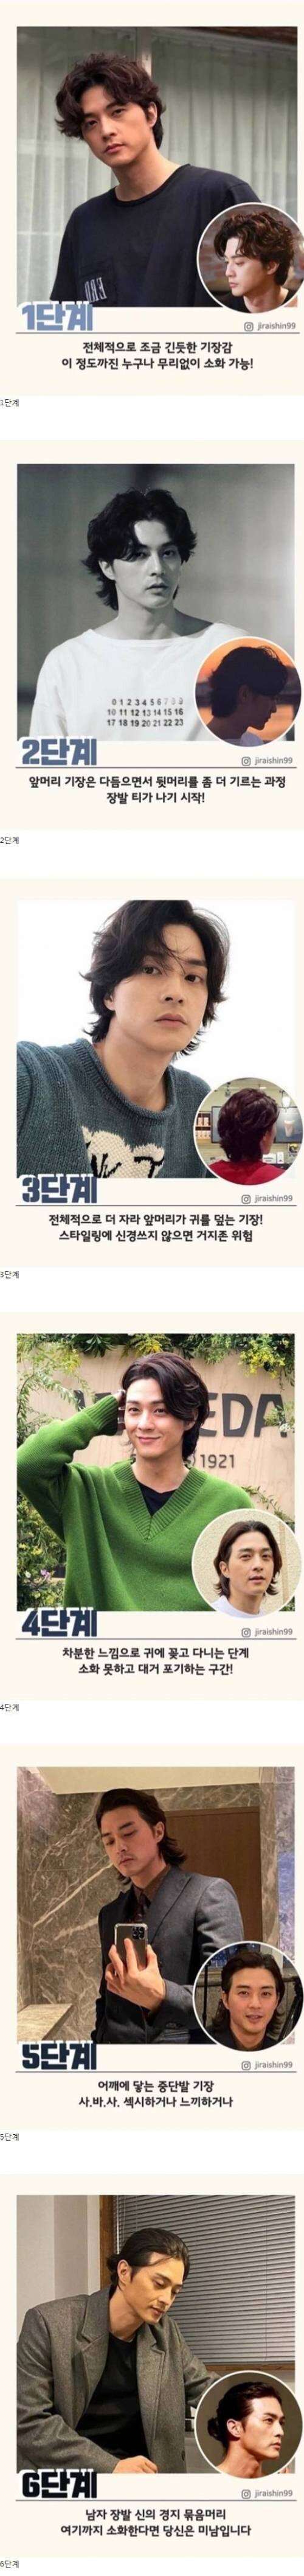 1단계
jiraishin99
전체적으로 조금 긴듯한 기장감
이 정도까진 누구나 무리없이 소화 가능!
1단계
0 1 2 3 4 5 6 7 8 9
10 11 12 13 14 15 16
17 18 19 20 21 22 23
2단계
jiraishin99
앞머리 기장은 다듬으면서 뒷머리를 좀 더 기르는 과정
장발 티가 나기 시작!
2단계
3단계
jiraishin99
전체적으로 더 자라 앞머리가 귀를 덮는 기장!
스타일링에 신경쓰지 않으면 거지존 위험
3단계
EDA
1921
4단계
jiraishin99
차분한 느낌으로 귀에 꽂고 다니는 단계
소화 못하고 대거 포기하는 구간!
4단계
5단계
jiraishin99
어깨에 닿는 중단발 기장
사.바.사. 섹시하거나 느끼하거나
5단계
6단계
jiraishin99
남자 장발 신의 경지 묶음머리
여기까지 소화한다면 당신은 미남입니다
6단계